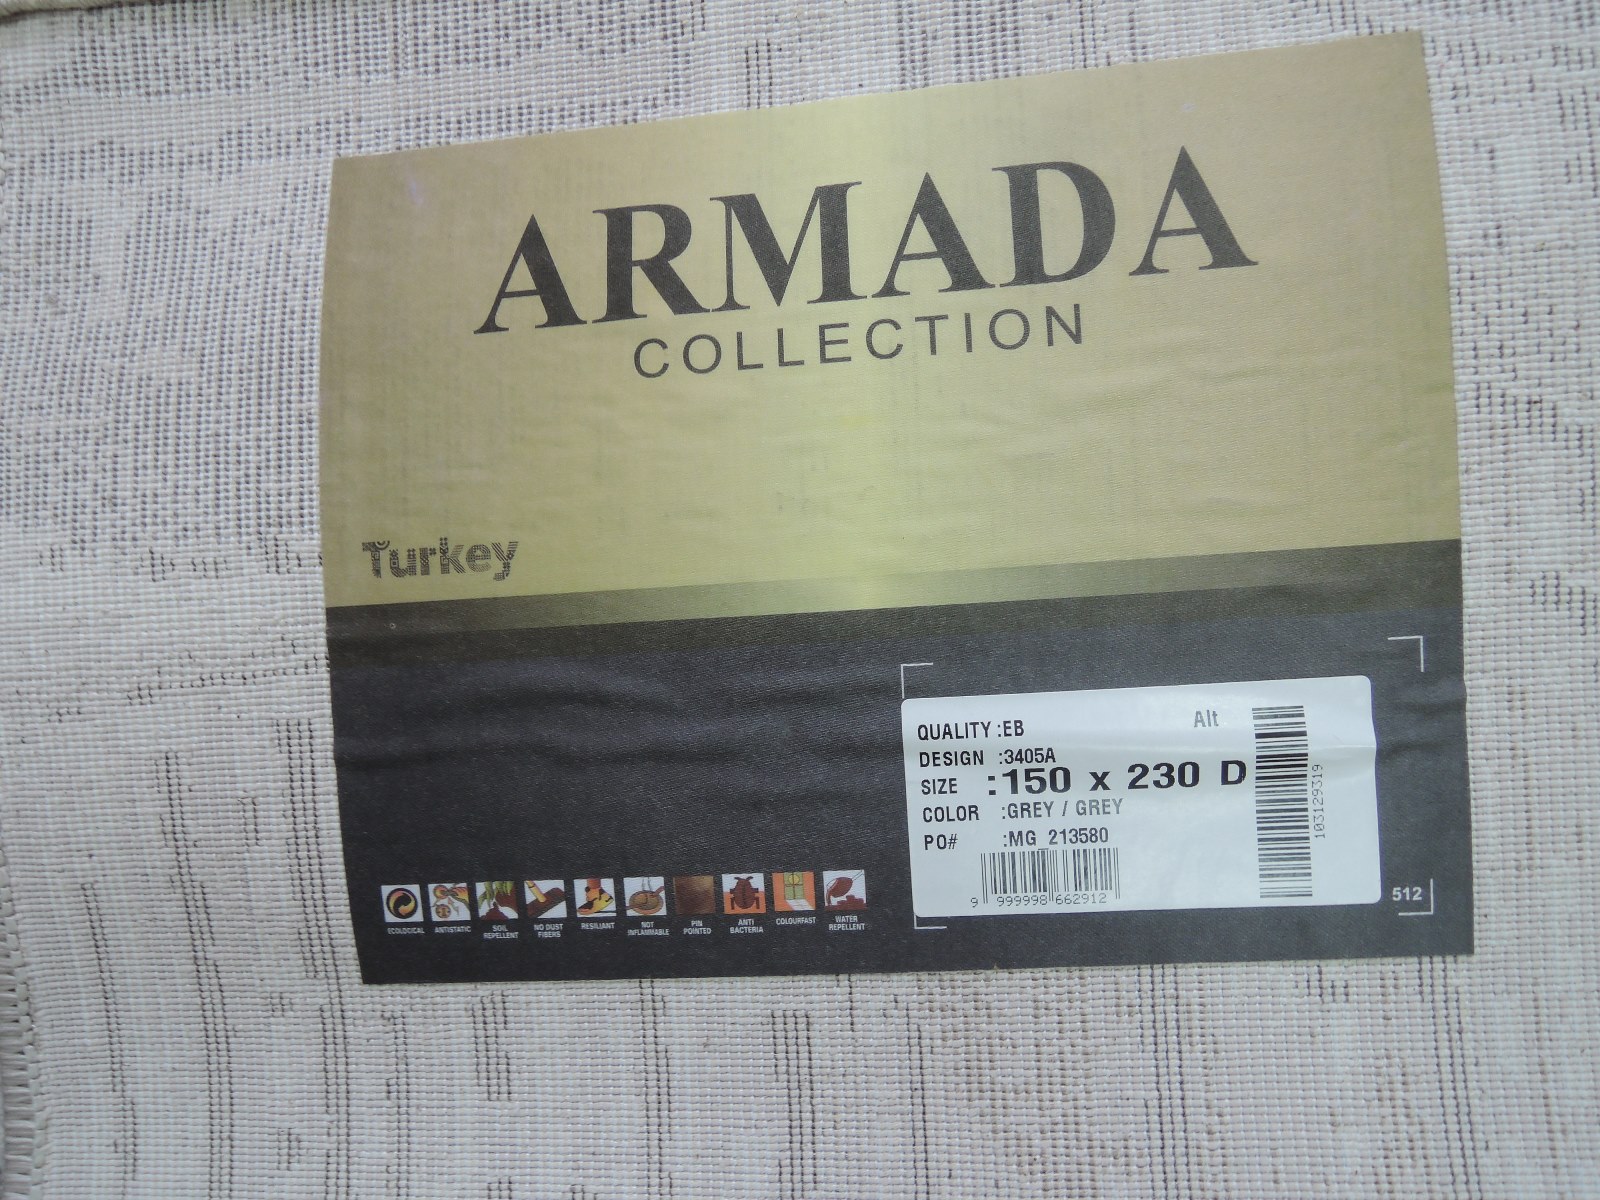 ARMADA
COLLECTION
Turkey
QUALITY :EB
Alt
DESIGN :3405A
SIZE :150 x 230 D
COLOR :GREY / GREY
PO# :MG_213580
9 999998 662912
103129319
512
ECOLOGICAL
ANTISTATIC
SOIL
REPELLENT
NO DUST
FIBERS
RESILIANT
NOT
INFLAMMABLE
PIN
POINTED
ANTI
BACTERIA
COLOURFAST
WATER
REPELLENT